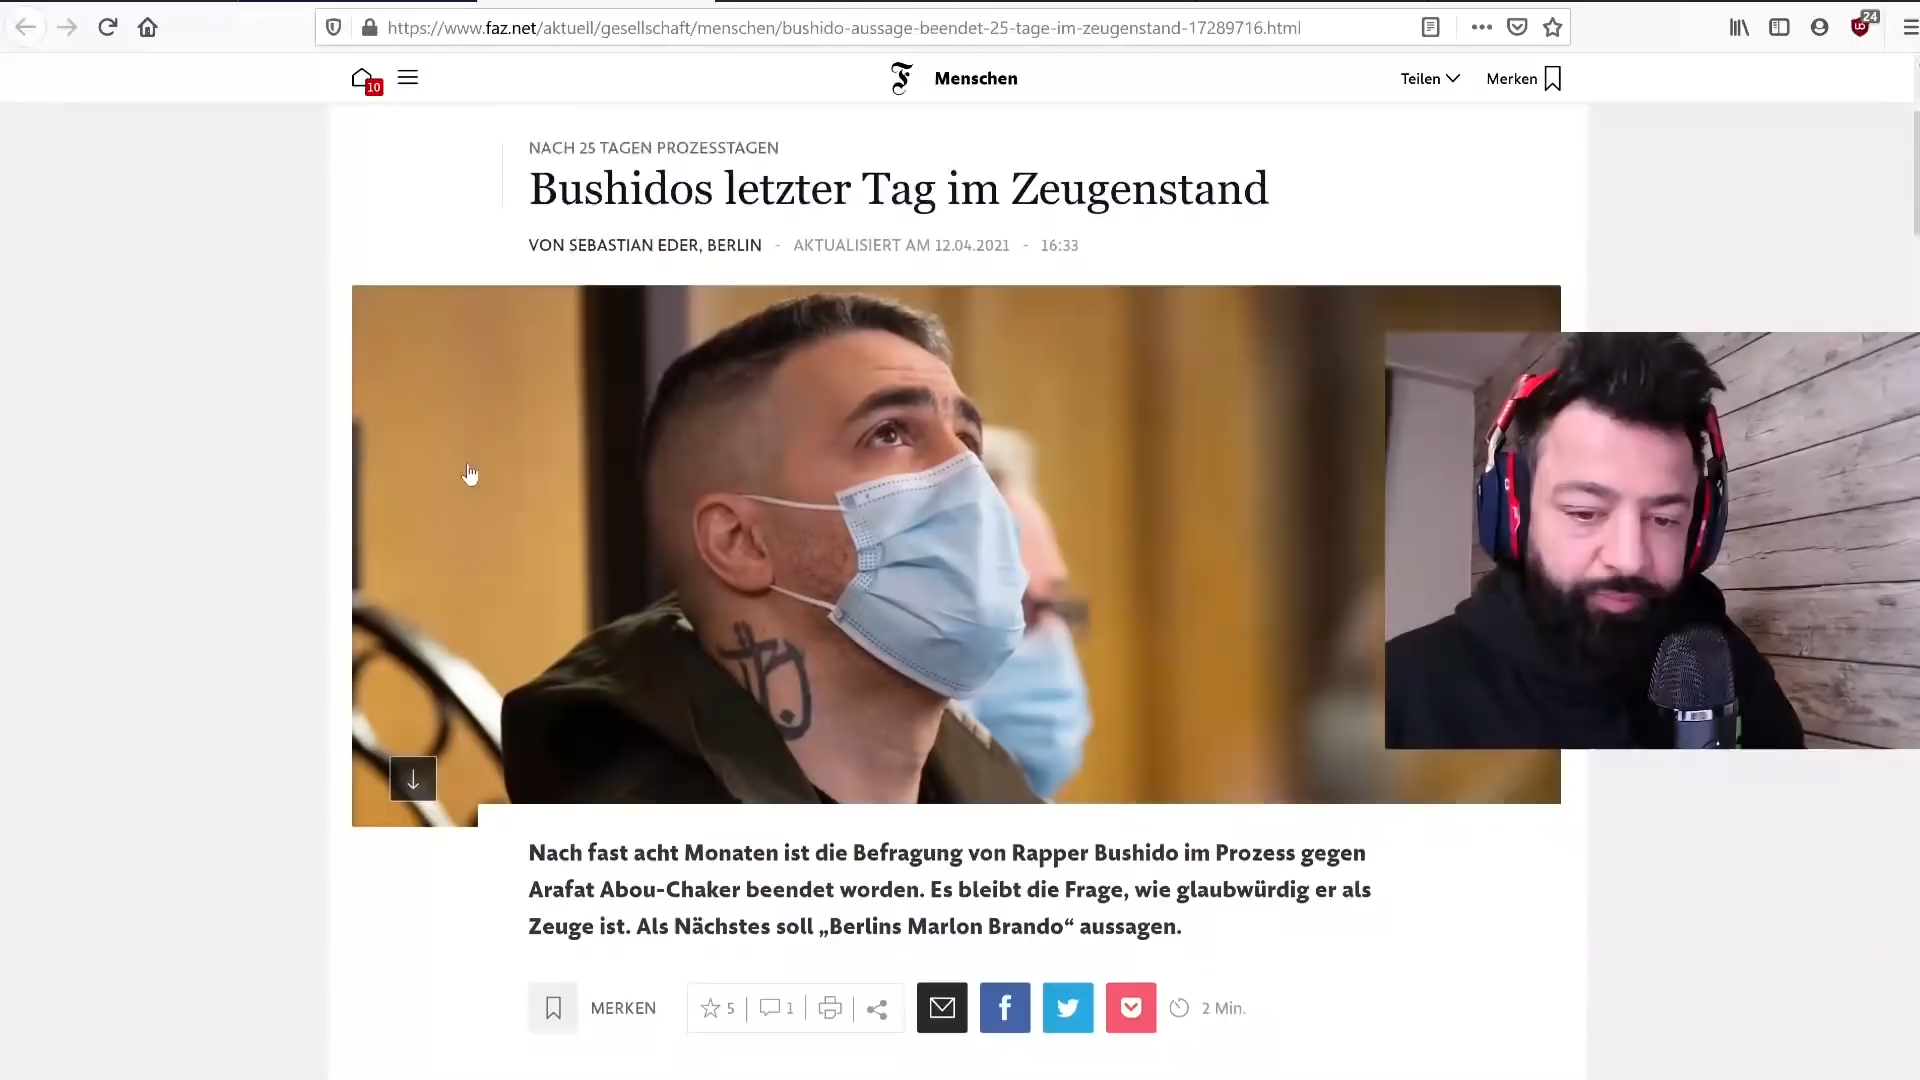 24
https://www.faz.net/aktuell/gesellschaft/menschen/bushido-aussage-beendet-25-tage-im-zeugenstand-17289716.html
10
Menschen
Teilen
Merken
NACH 25 TAGEN PROZESSTAGEN
Bushidos letzter Tag im Zeugenstand
VON SEBASTIAN EDER, BERLIN - AKTUALISIERT AM 12.04.2021 - 16:33
Nach fast acht Monaten ist die Befragung von Rapper Bushido im Prozess gegen
Arafat Abou-Chaker beendet worden. Es bleibt die Frage, wie glaubwürdig er als
Zeuge ist. Als Nächstes soll „Berlins Marlon Brando“ aussagen.
MERKEN
5
1
2 Min.